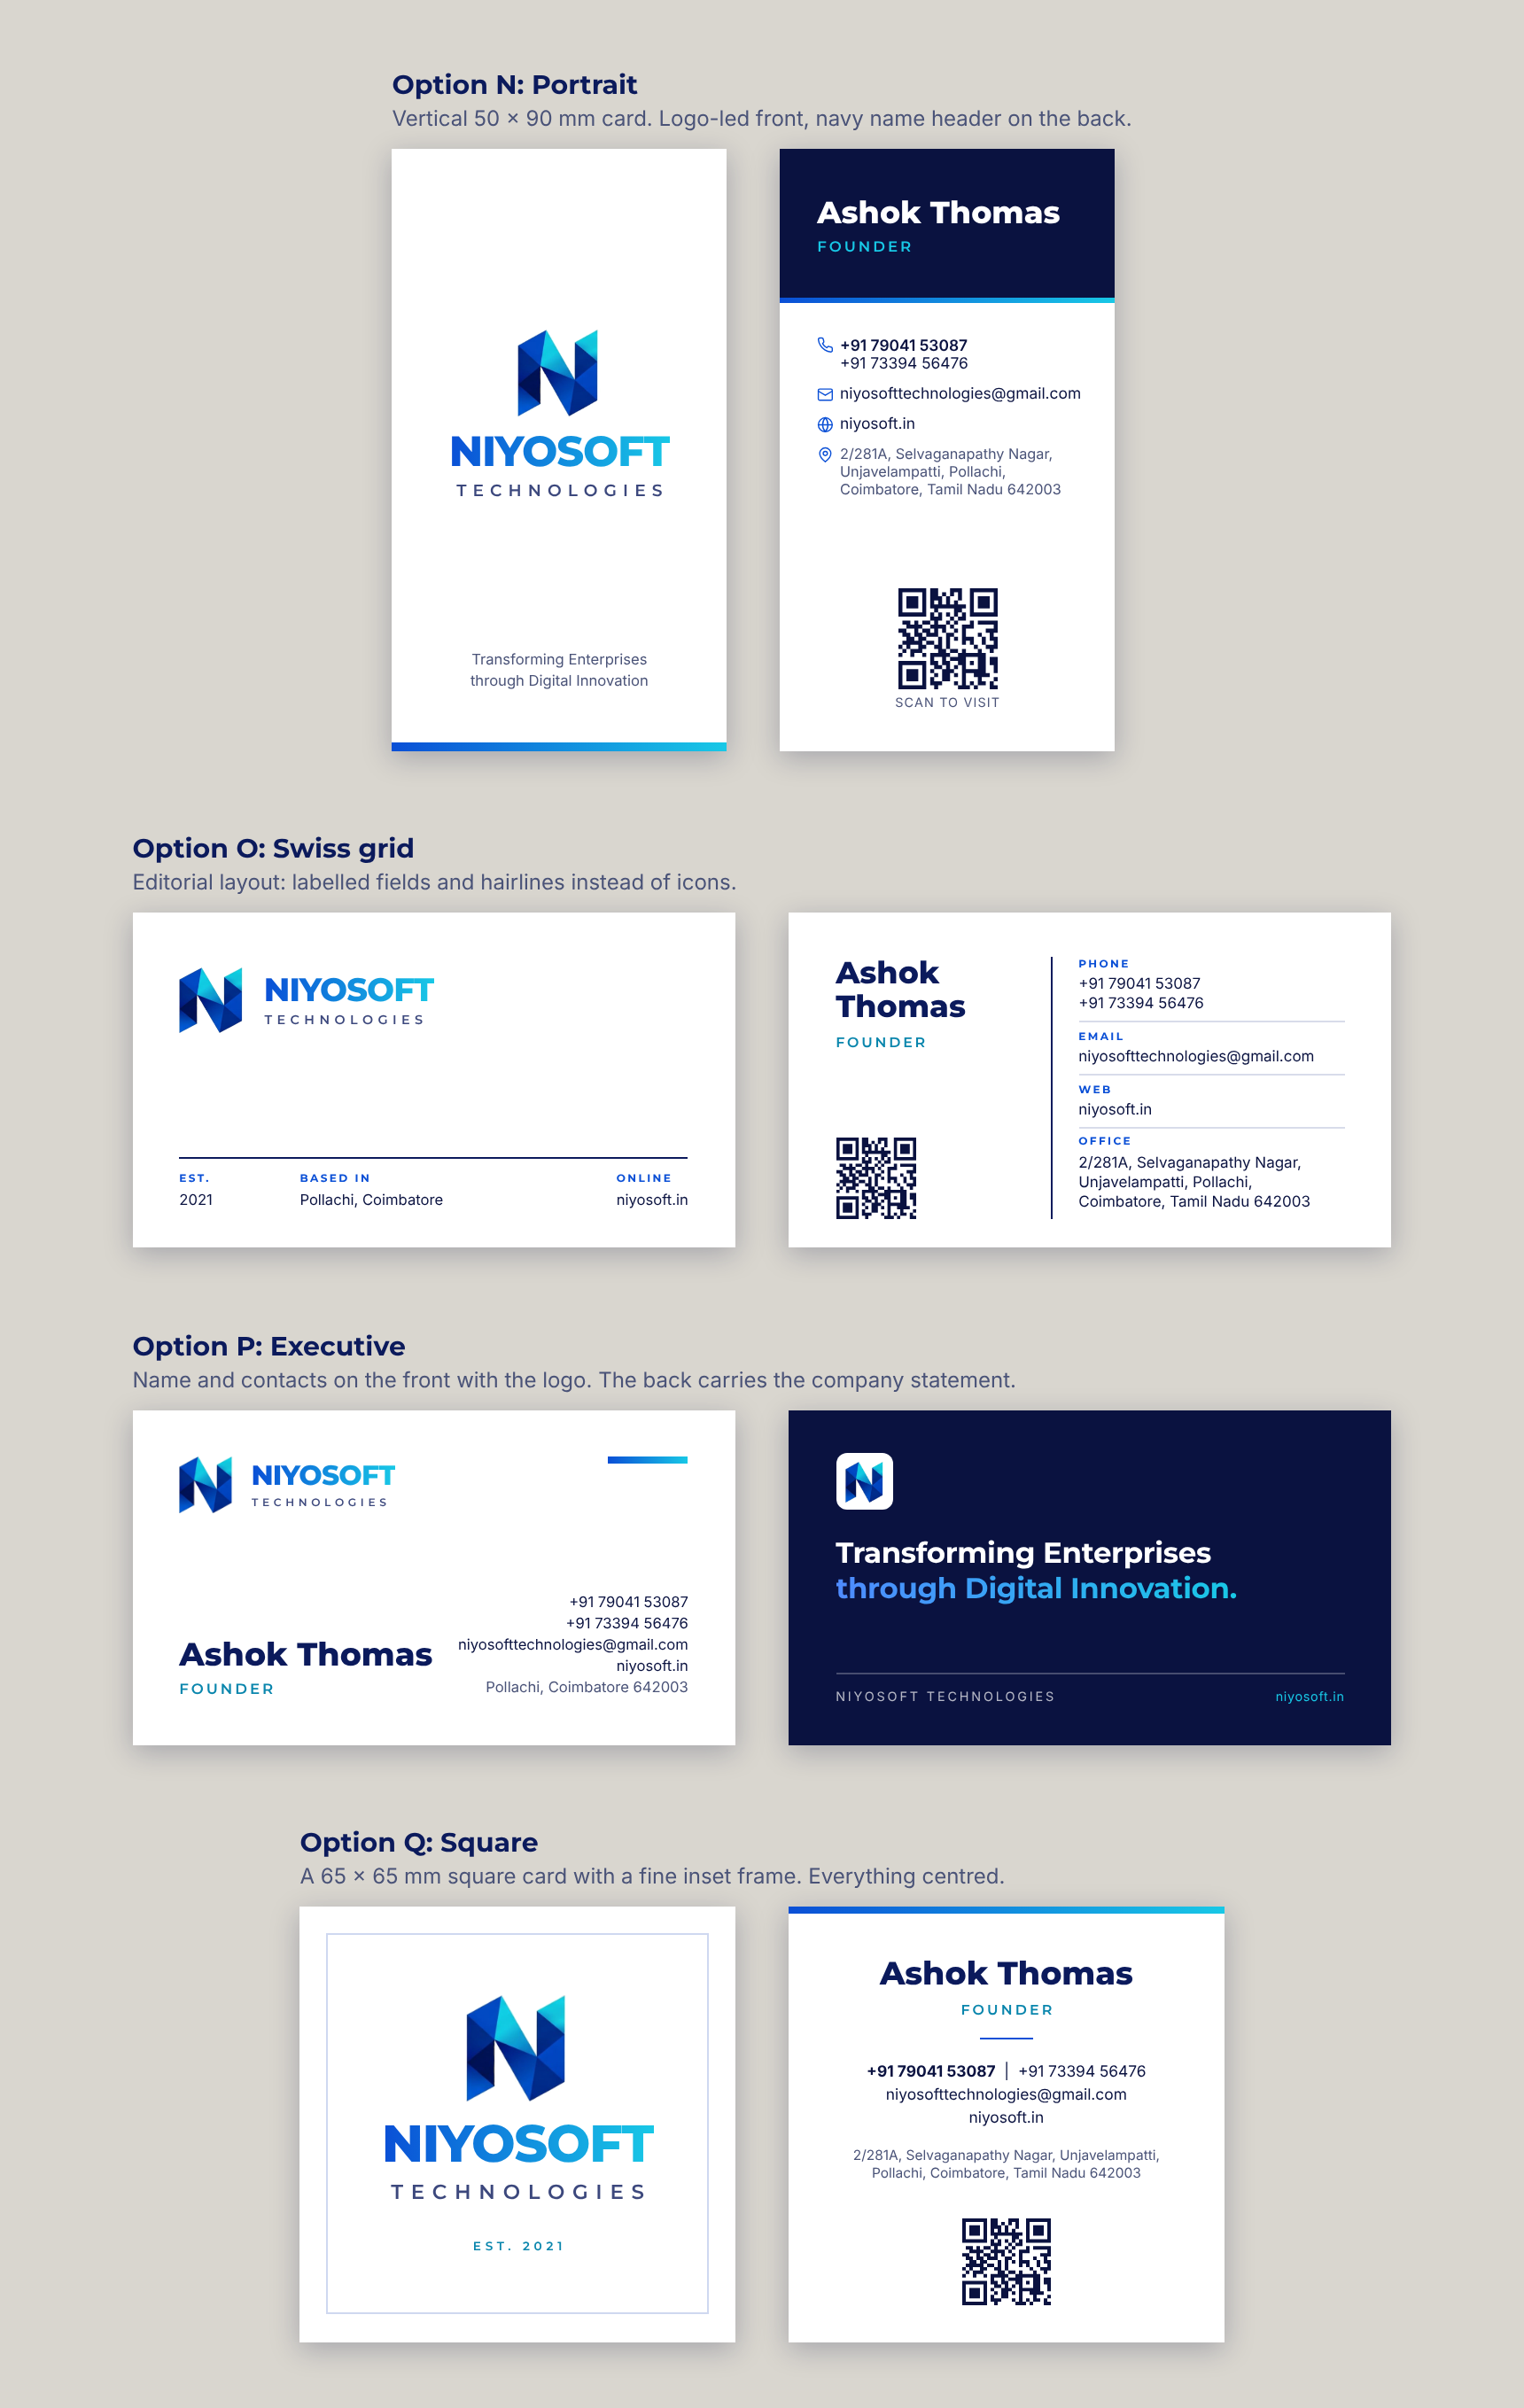 Option N: Portrait
Vertical 50 × 90 mm card. Logo-led front, navy name header on the back.
NIYOSOFT
TECHNOLOGIES
Transforming Enterprises
through Digital Innovation
Ashok Thomas
FOUNDER
+91 79041 53087
+91 73394 56476
niyosofttechnologies@gmail.com
niyosoft.in
2/281A, Selvaganapathy Nagar,
Unjavelampatti, Pollachi,
Coimbatore, Tamil Nadu 642003
SCAN TO VISIT
Option O: Swiss grid
Editorial layout: labelled fields and hairlines instead of icons.
NIYOSOFT
TECHNOLOGIES
EST.
2021
BASED IN
Pollachi, Coimbatore
ONLINE
niyosoft.in
Ashok
Thomas
FOUNDER
PHONE
+91 79041 53087
+91 73394 56476
EMAIL
niyosofttechnologies@gmail.com
WEB
niyosoft.in
OFFICE
2/281A, Selvaganapathy Nagar,
Unjavelampatti, Pollachi,
Coimbatore, Tamil Nadu 642003
Option P: Executive
Name and contacts on the front with the logo. The back carries the company statement.
NIYOSOFT
TECHNOLOGIES
Ashok Thomas
FOUNDER
+91 79041 53087
+91 73394 56476
niyosofttechnologies@gmail.com
niyosoft.in
Pollachi, Coimbatore 642003
Transforming Enterprises
through Digital Innovation.
NIYOSOFT TECHNOLOGIES
niyosoft.in
Option Q: Square
A 65 × 65 mm square card with a fine inset frame. Everything centred.
NIYOSOFT
TECHNOLOGIES
EST. 2021
Ashok Thomas
FOUNDER
+91 79041 53087 | +91 73394 56476
niyosofttechnologies@gmail.com
niyosoft.in
2/281A, Selvaganapathy Nagar, Unjavelampatti,
Pollachi, Coimbatore, Tamil Nadu 642003